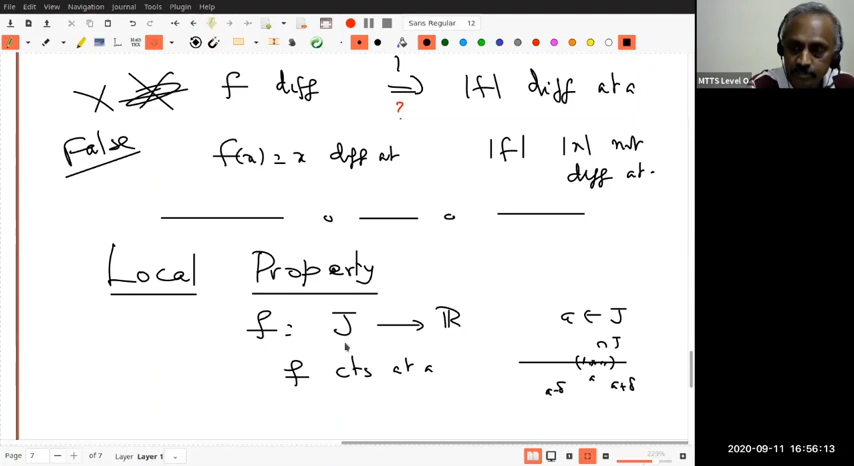 File Edit View Navigation Journal Tools Plugin Help
Sans Regular 12
? 
f diff ⟹ |f| diff at a
?
False f(x) = x diff at |f| |x| not diff at
Local Property
f : J ⟶ ℝ a ∈ J
∩ J
f cts at a
a-δ a a+δ
MTTS Level O
2020-09-11 16:56:13
Page 7 of 7 Layer Layer 1 229%